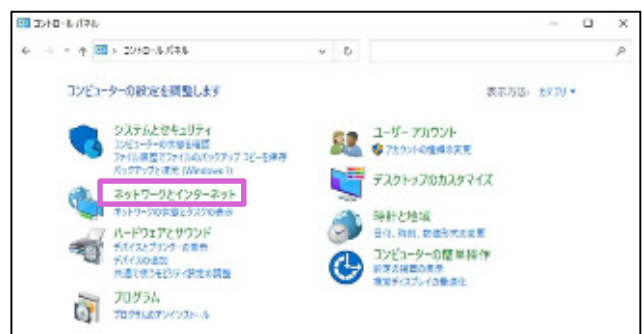 コントロール パネル
コントロール パネル
コンピューターの設定を調整します
表示方法: カテゴリ
システムとセキュリティ
コンピューターの状態を確認
ファイル履歴でファイルのバックアップ コピーを保存
バックアップと復元 (Windows 7)
ネットワークとインターネット
ネットワークの状態とタスクの表示
ハードウェアとサウンド
デバイスとプリンターの表示
デバイスの追加
共通で使うモビリティ設定の調整
プログラム
プログラムのアンインストール
ユーザー アカウント
アカウントの種類の変更
デスクトップのカスタマイズ
時計と地域
日付、時刻、数値形式の変更
コンピューターの簡単操作
設定の提案の表示
視覚ディスプレイの最適化